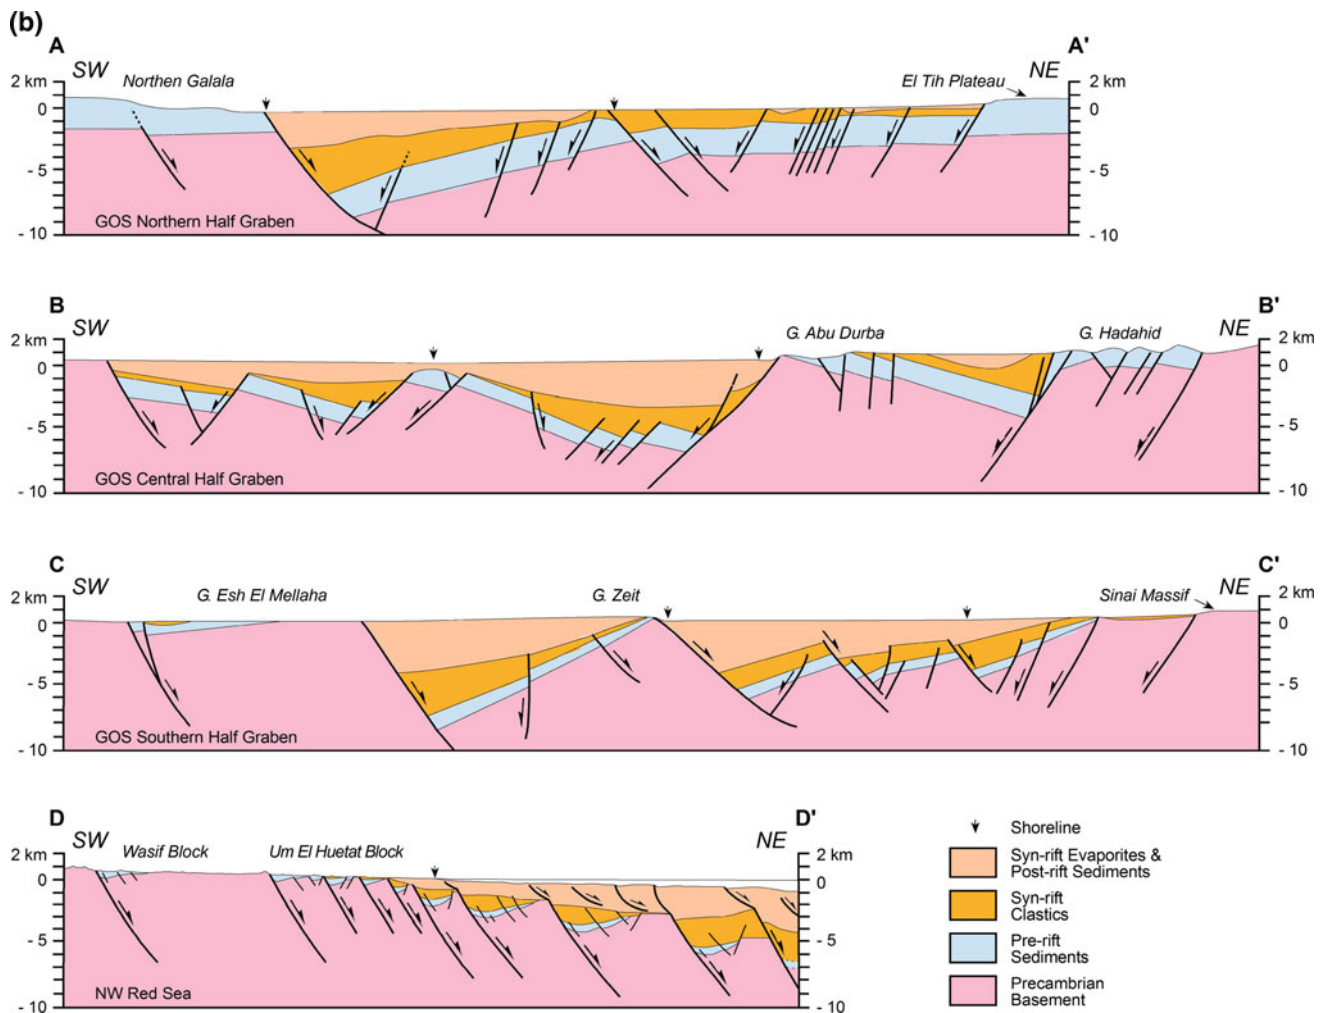 (b)
A
A'
SW
Northen Galala
El Tih Plateau
NE
2 km
0
- 5
- 10
2 km
0
- 5
- 10
GOS Northern Half Graben
B
B'
SW
G. Abu Durba
G. Hadahid
NE
2 km
0
- 5
- 10
2 km
0
- 5
- 10
GOS Central Half Graben
C
C'
SW
G. Esh El Mellaha
G. Zeit
Sinai Massif
NE
2 km
0
- 5
- 10
2 km
0
- 5
- 10
GOS Southern Half Graben
D
D'
SW
Wasif Block
Um El Huetat Block
NE
2 km
0
- 5
- 10
2 km
0
- 5
- 10
NW Red Sea
Shoreline
Syn-rift Evaporites &
Post-rift Sediments
Syn-rift
Clastics
Pre-rift
Sediments
Precambrian
Basement